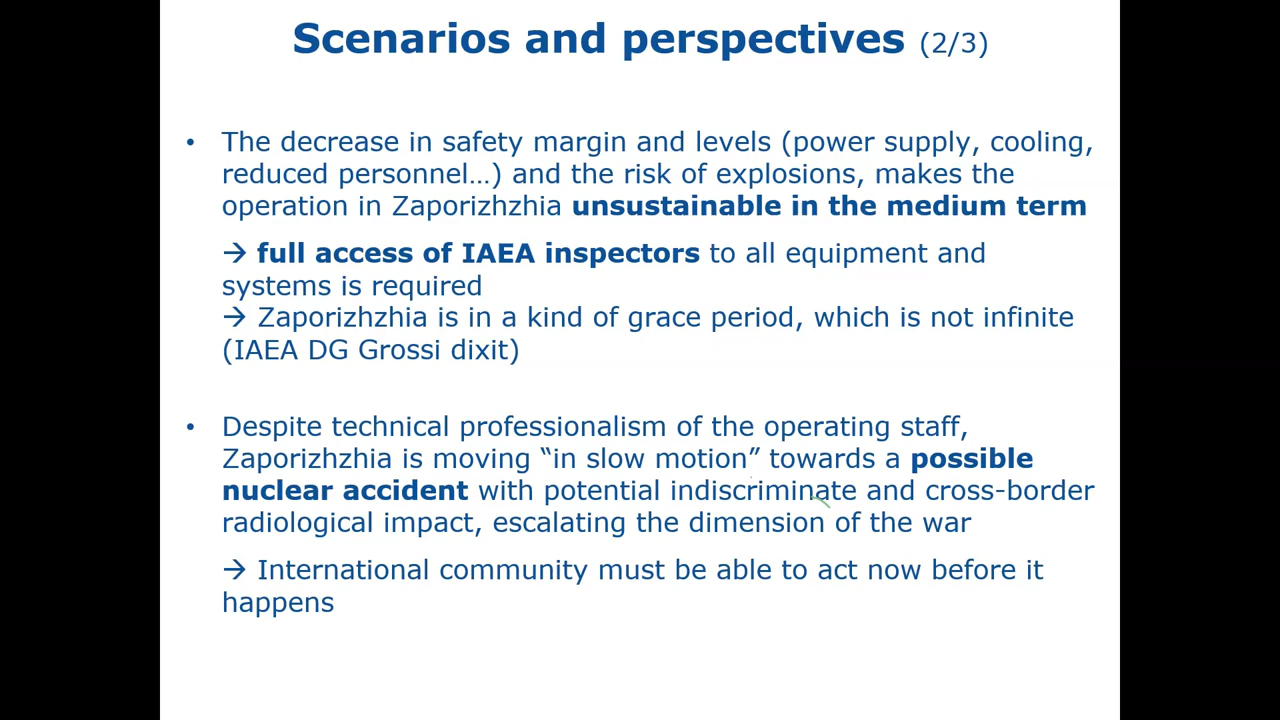 Scenarios and perspectives (2/3)
• The decrease in safety margin and levels (power supply, cooling,
reduced personnel…) and the risk of explosions, makes the
operation in Zaporizhzhia unsustainable in the medium term
→ full access of IAEA inspectors to all equipment and
systems is required
→ Zaporizhzhia is in a kind of grace period, which is not infinite
(IAEA DG Grossi dixit)
• Despite technical professionalism of the operating staff,
Zaporizhzhia is moving “in slow motion” towards a possible
nuclear accident with potential indiscriminate and cross-border
radiological impact, escalating the dimension of the war
→ International community must be able to act now before it
happens